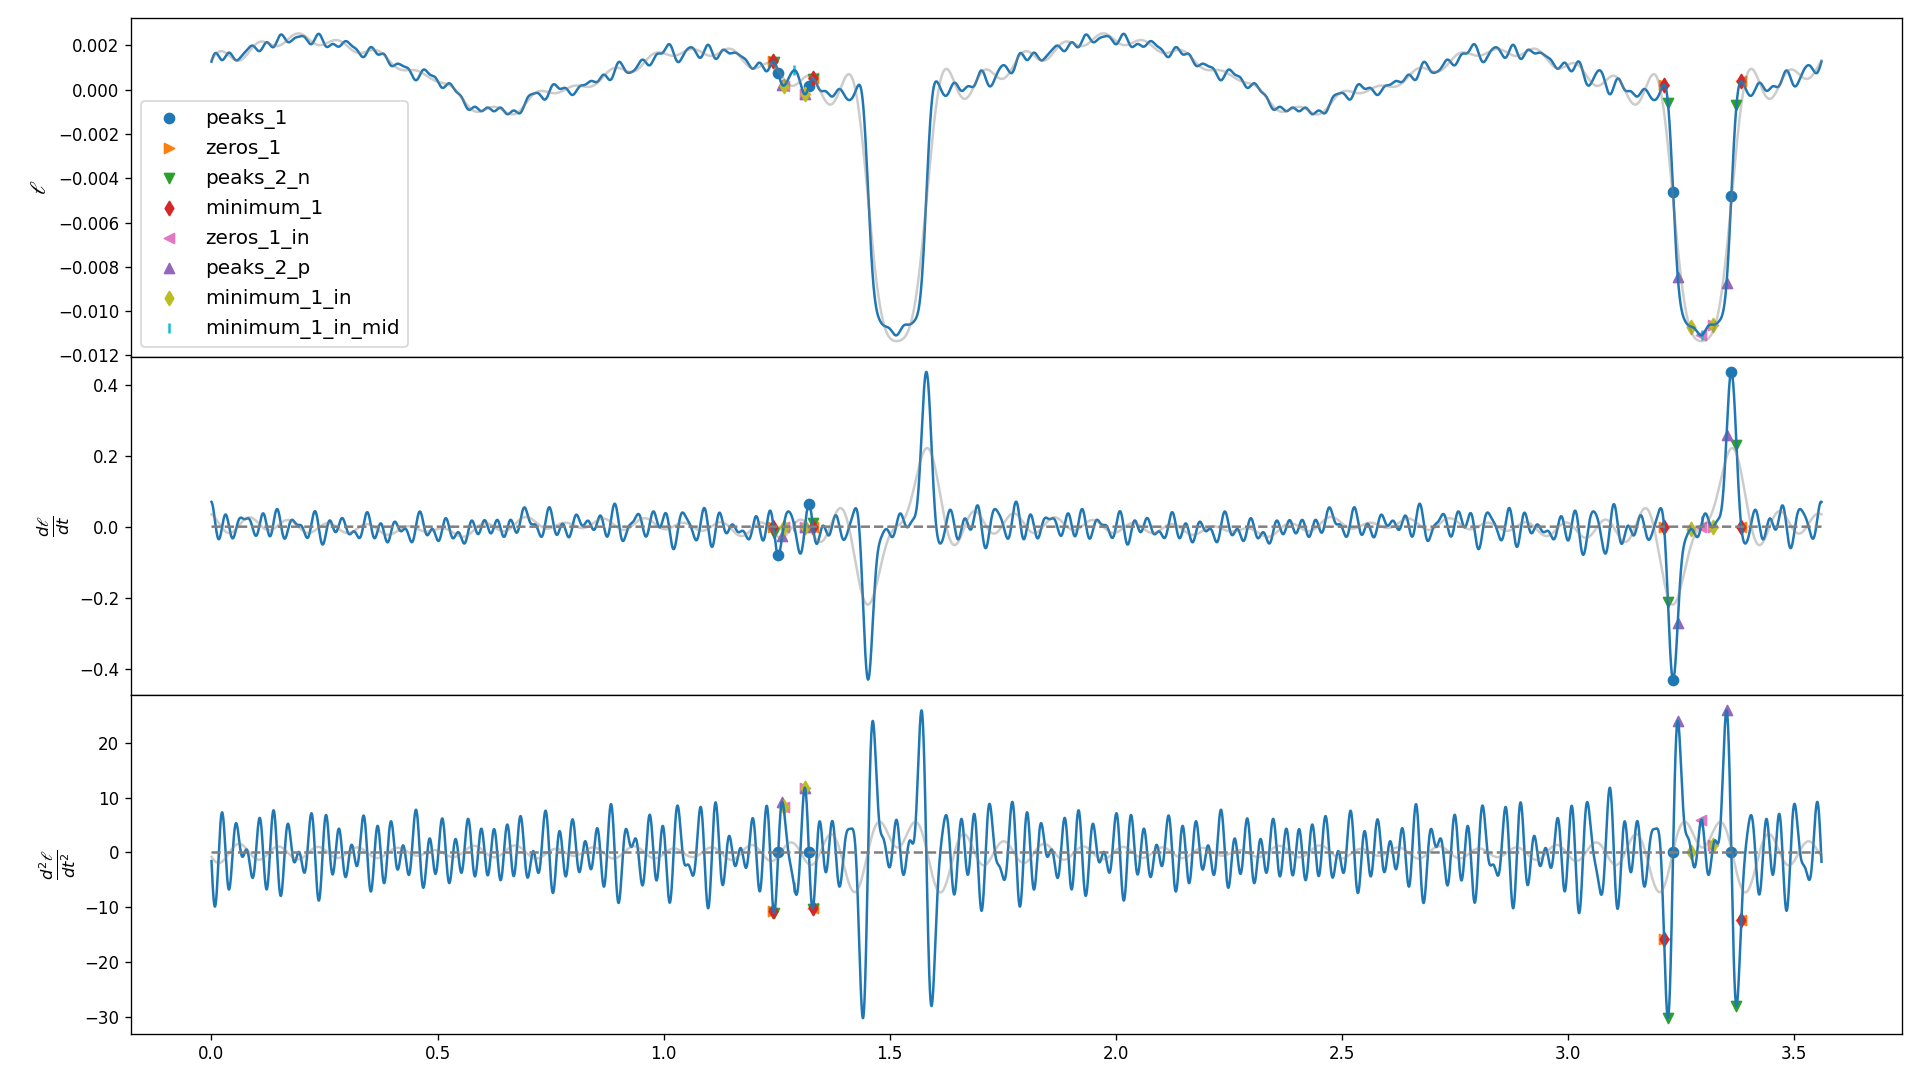 0.002
0.000
−0.002
−0.004
−0.006
−0.008
−0.010
−0.012
ℓ
peaks_1
zeros_1
peaks_2_n
minimum_1
zeros_1_in
peaks_2_p
minimum_1_in
minimum_1_in_mid
0.4
0.2
0.0
−0.2
−0.4
dℓ
dt
20
10
0
−10
−20
−30
d²ℓ
dt²
0.0 0.5 1.0 1.5 2.0 2.5 3.0 3.5